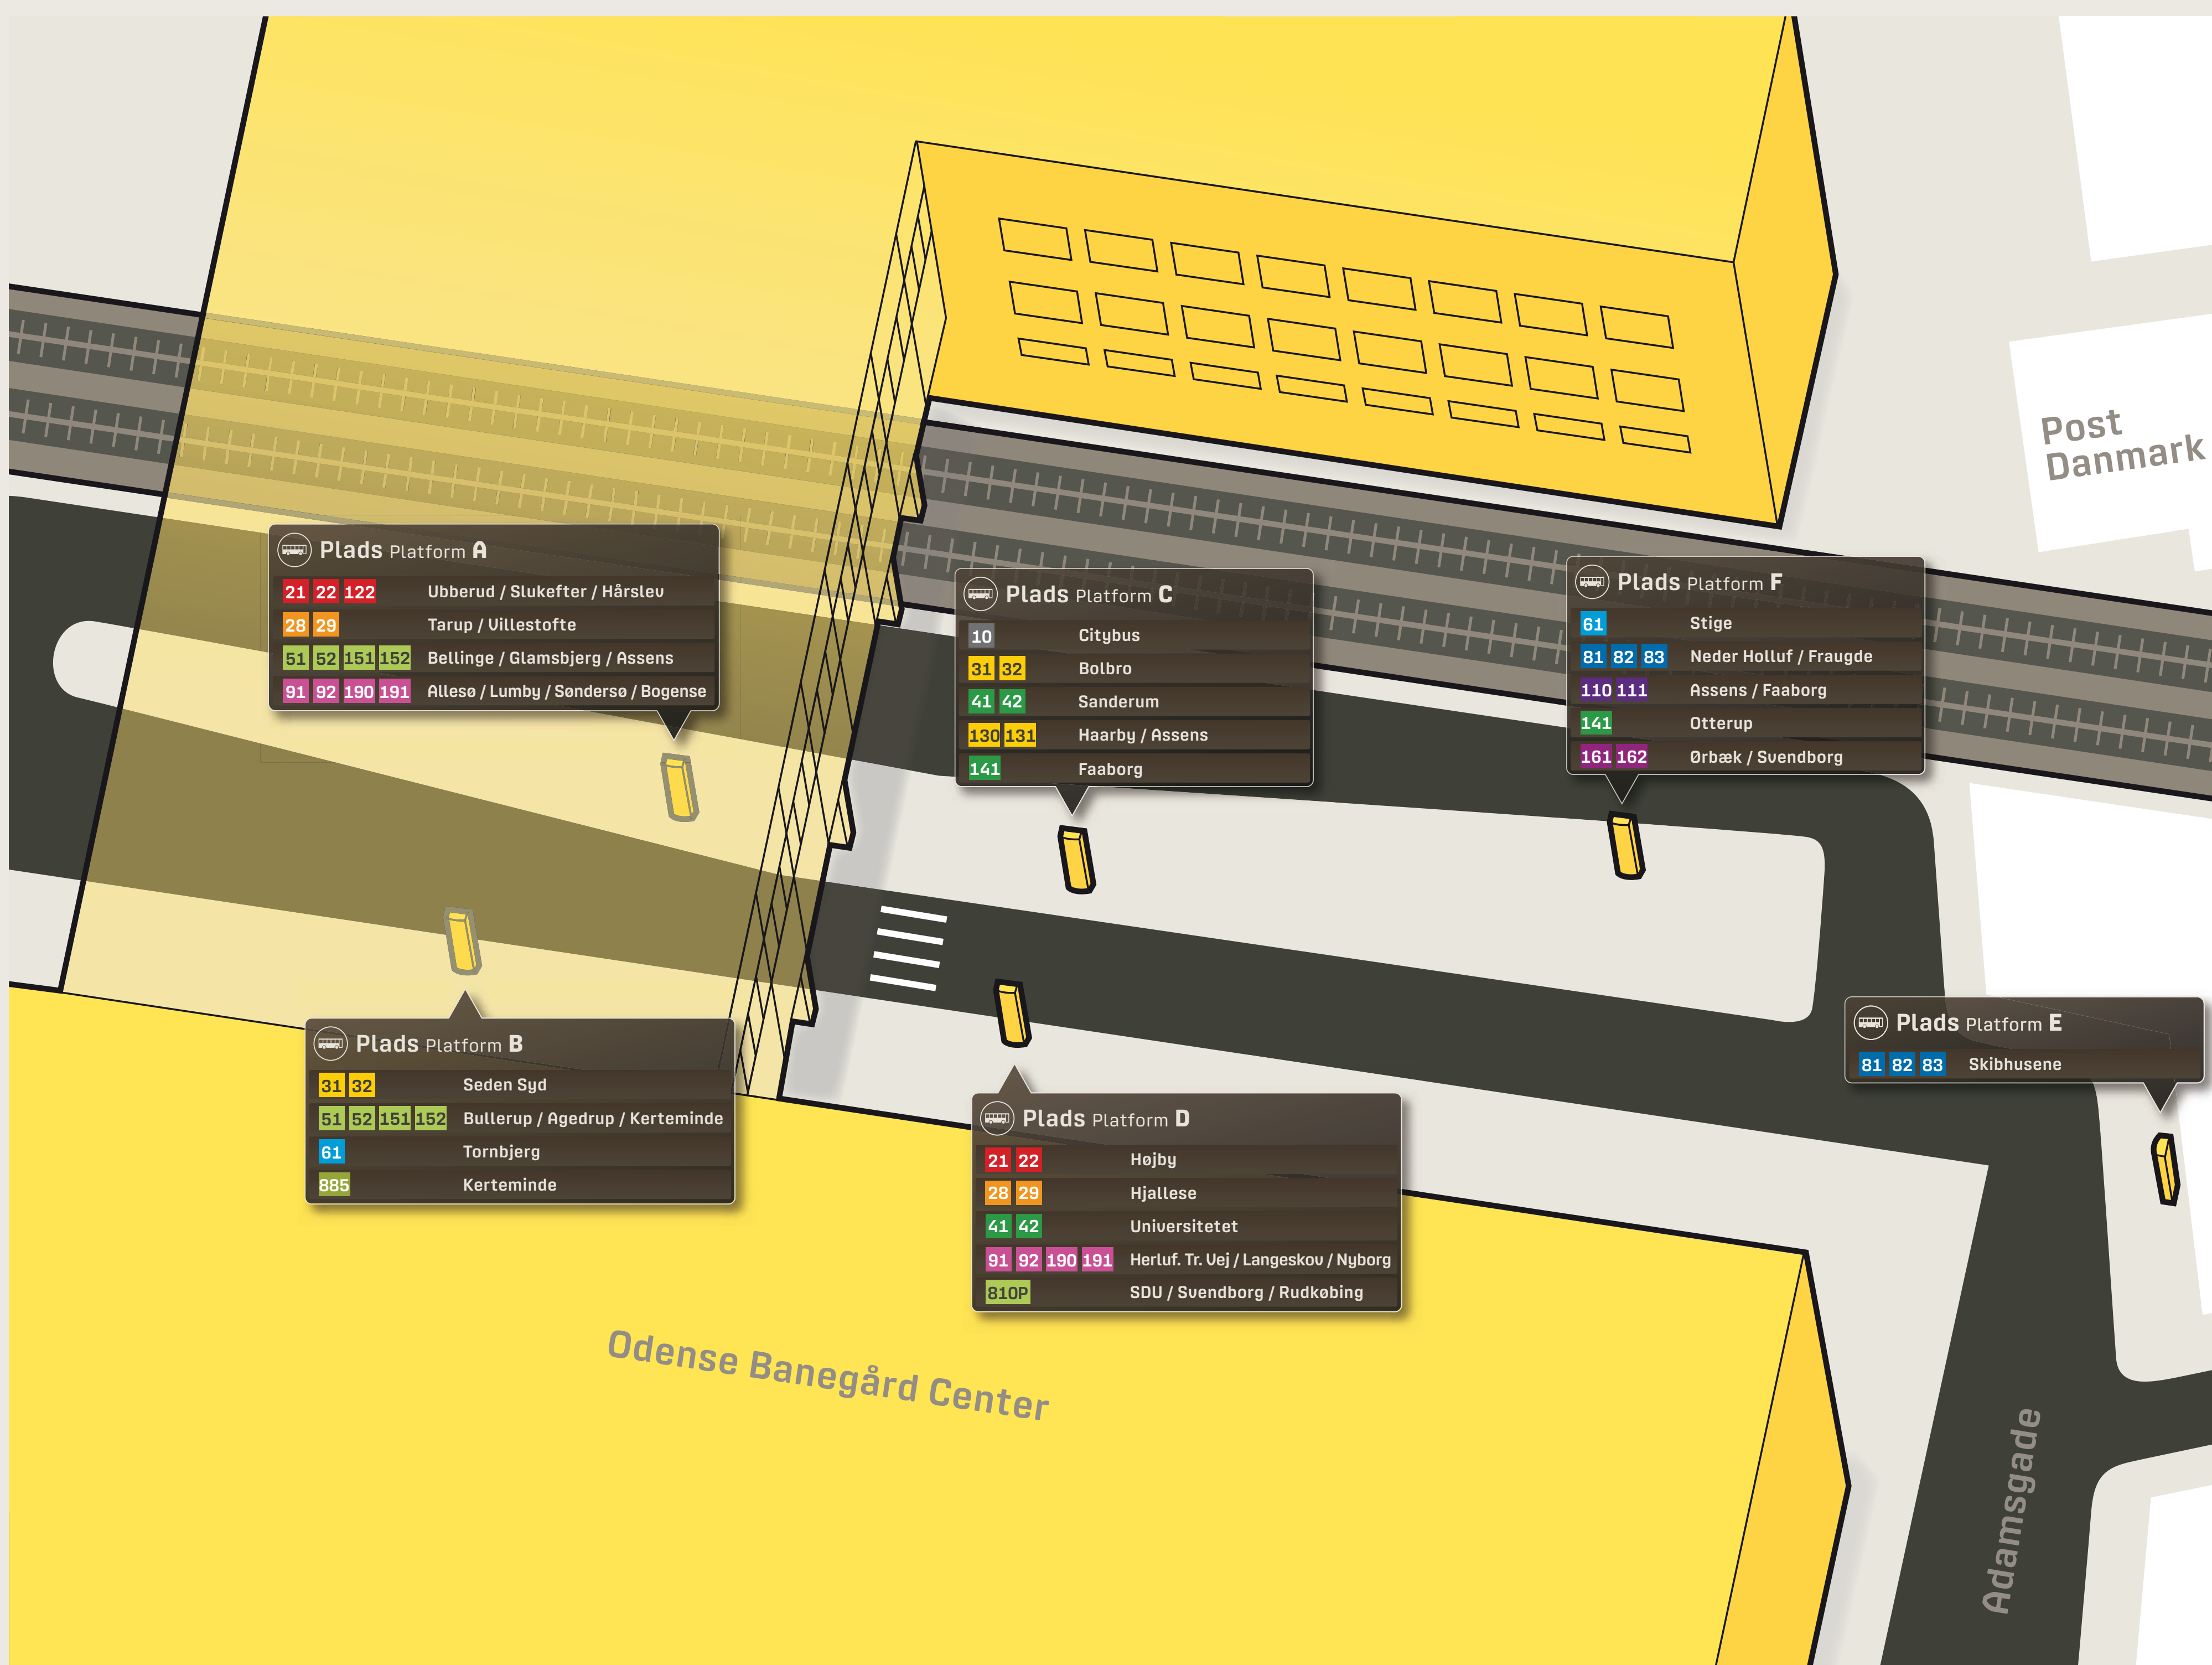 Post
Danmark
Plads Platform A
21 22 122 Ubberud / Slukefter / Hårslev
28 29 Tarup / Villestofte
51 52 151 152 Bellinge / Glamsbjerg / Assens
91 92 190 191 Allesø / Lumby / Søndersø / Bogense
Plads Platform C
10 Citybus
31 32 Bolbro
41 42 Sanderum
130 131 Haarby / Assens
141 Faaborg
Plads Platform F
61 Stige
81 82 83 Neder Holluf / Fraugde
110 111 Assens / Faaborg
141 Otterup
161 162 Ørbæk / Svendborg
Plads Platform B
31 32 Seden Syd
51 52 151 152 Bullerup / Agedrup / Kerteminde
61 Tornbjerg
885 Kerteminde
Plads Platform D
21 22 Højby
28 29 Hjallese
41 42 Universitetet
91 92 190 191 Herluf. Tr. Vej / Langeskov / Nyborg
810P SDU / Svendborg / Rudkøbing
Plads Platform E
81 82 83 Skibhusene
Odense Banegård Center
Adamsgade